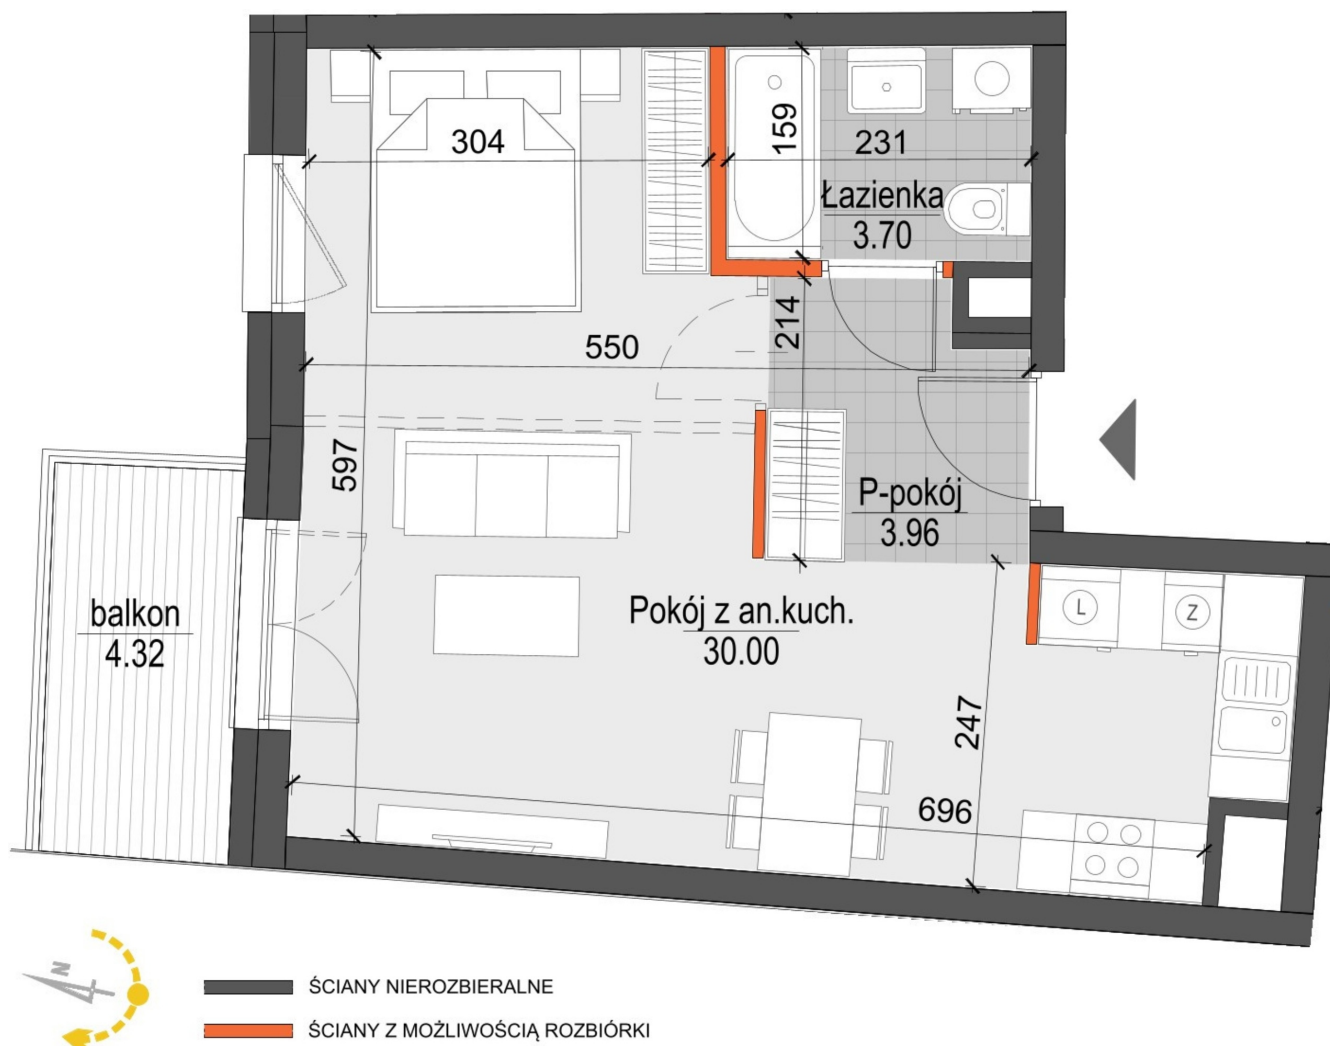 304
159
231
Łazienka
3.70
214
550
597
P-pokój
3.96
balkon
4.32
Pokój z an.kuch.
30.00
L
Z
247
696
N
ŚCIANY NIEROZBIERALNE
ŚCIANY Z MOŻLIWOŚCIĄ ROZBIÓRKI